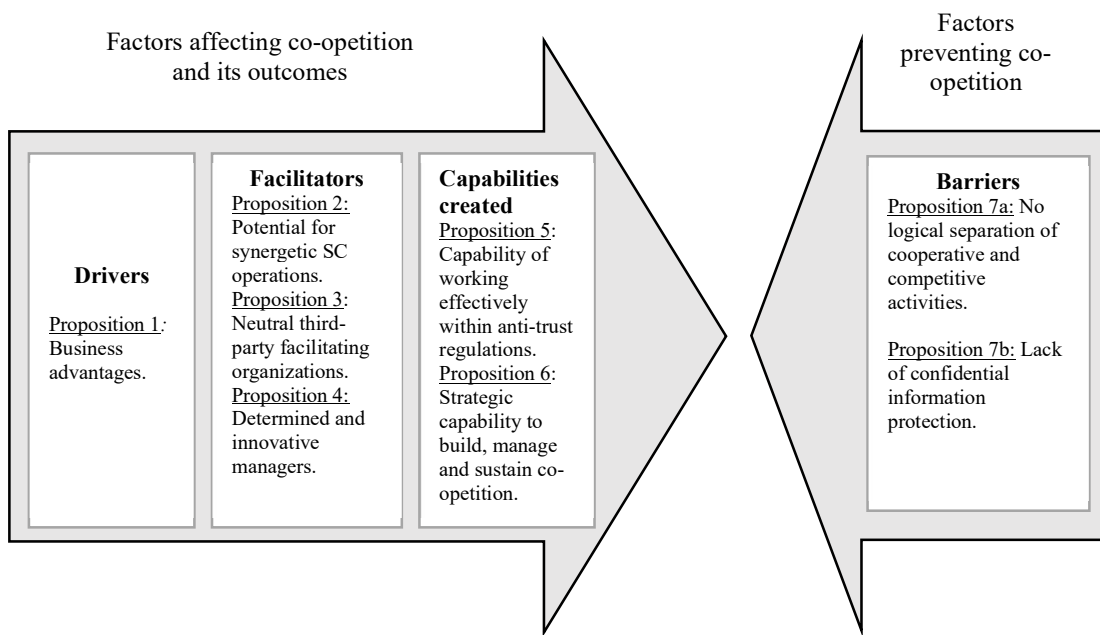 Factors affecting co-opetition
and its outcomes
Factors
preventing co-
opetition
Drivers
Proposition 1:
Business
advantages.
Facilitators
Proposition 2:
Potential for
synergetic SC
operations.
Proposition 3:
Neutral third-
party facilitating
organizations.
Proposition 4:
Determined and
innovative
managers.
Capabilities
created
Proposition 5:
Capability of
working
effectively
within anti-trust
regulations.
Proposition 6:
Strategic
capability to
build, manage
and sustain co-
opetition.
Barriers
Proposition 7a: No
logical separation of
cooperative and
competitive
activities.
Proposition 7b: Lack
of confidential
information
protection.